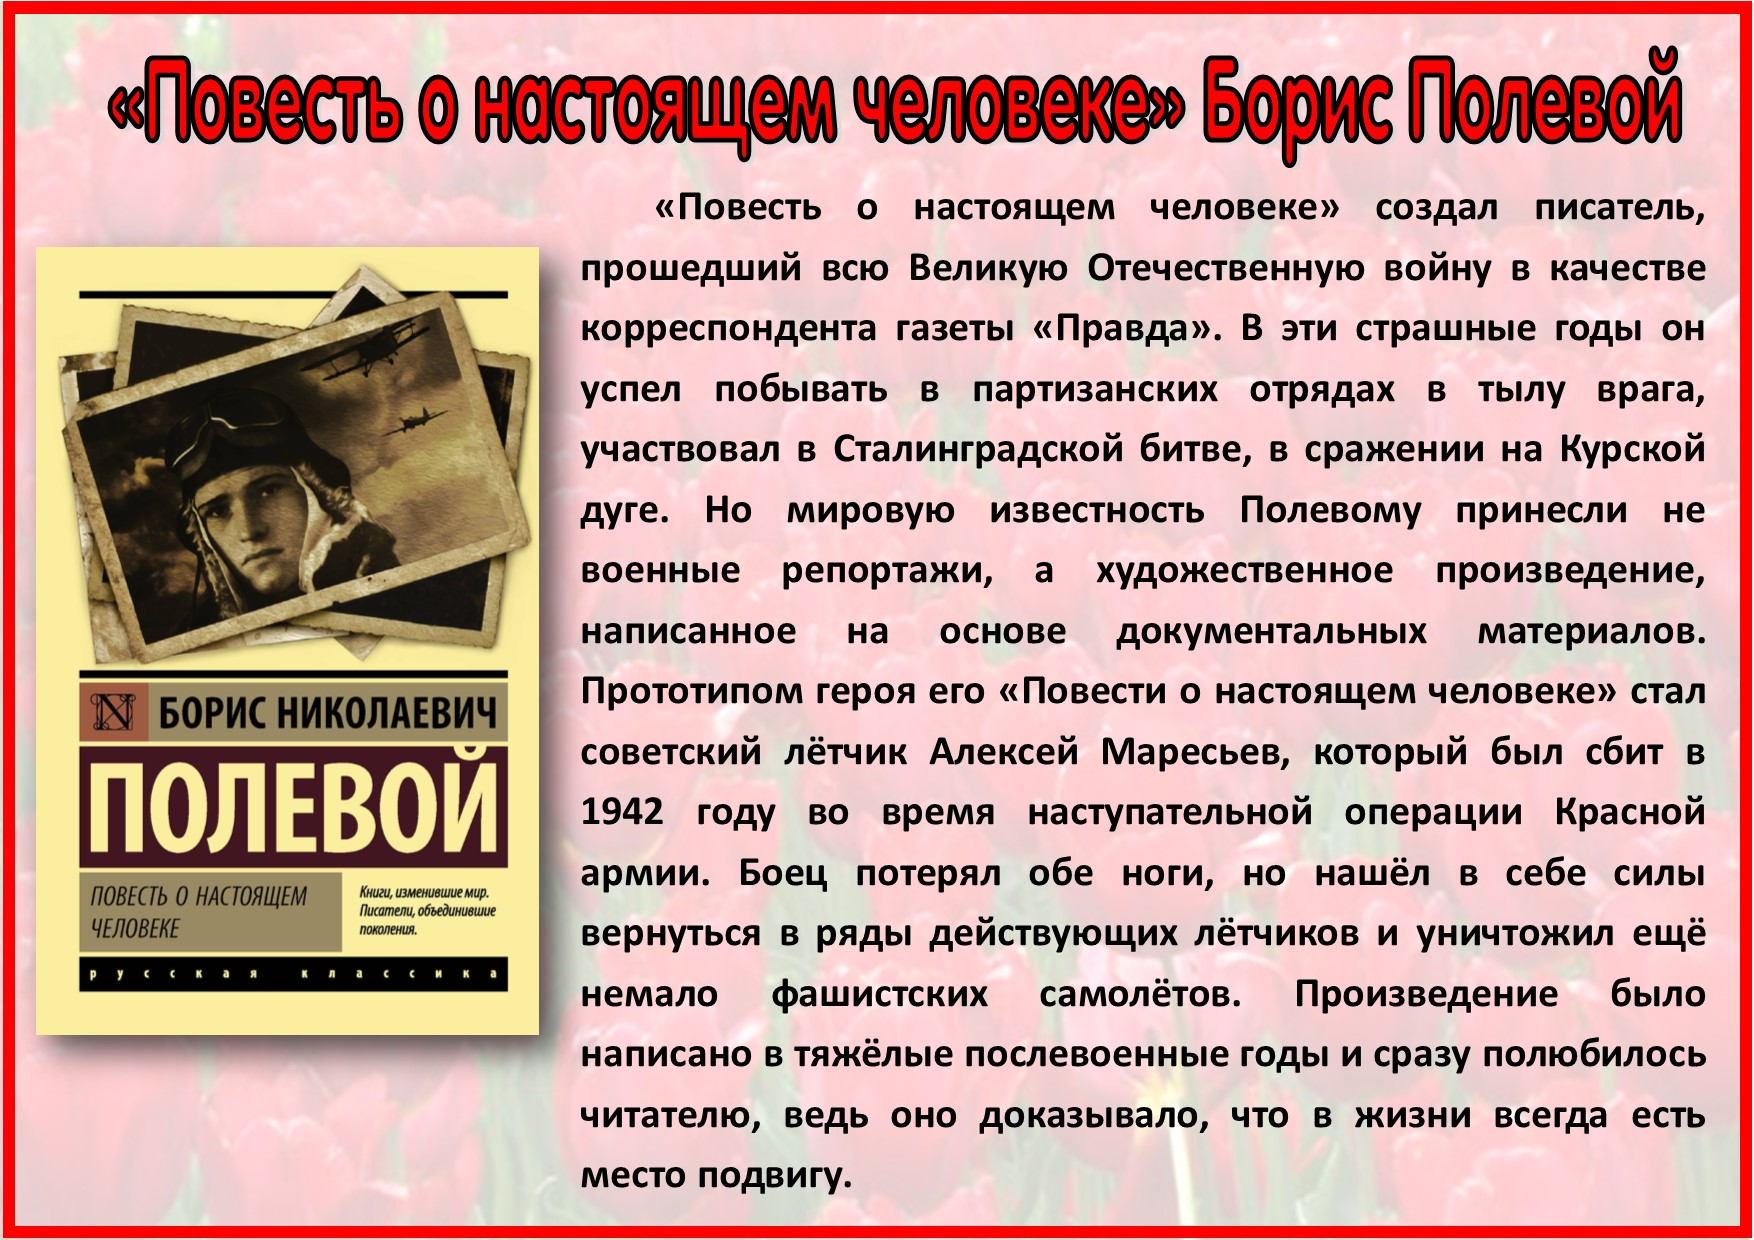 «Повесть о настоящем человеке» Борис Полевой
«Повесть о настоящем человеке» создал писатель,
прошедший всю Великую Отечественную войну в качестве
корреспондента газеты «Правда». В эти страшные годы он
успел побывать в партизанских отрядах в тылу врага,
участвовал в Сталинградской битве, в сражении на Курской
дуге. Но мировую известность Полевому принесли не
военные репортажи, а художественное произведение,
написанное на основе документальных материалов.
Прототипом героя его «Повести о настоящем человеке» стал
советский лётчик Алексей Маресьев, который был сбит в
1942 году во время наступательной операции Красной
армии. Боец потерял обе ноги, но нашёл в себе силы
вернуться в ряды действующих лётчиков и уничтожил ещё
немало фашистских самолётов. Произведение было
написано в тяжёлые послевоенные годы и сразу полюбилось
читателю, ведь оно доказывало, что в жизни всегда есть
место подвигу.
N БОРИС НИКОЛАЕВИЧ
ПОЛЕВОЙ
ПОВЕСТЬ О НАСТОЯЩЕМ
ЧЕЛОВЕКЕ
Книги, изменившие мир.
Писатели, объединившие
поколения.
русская классика